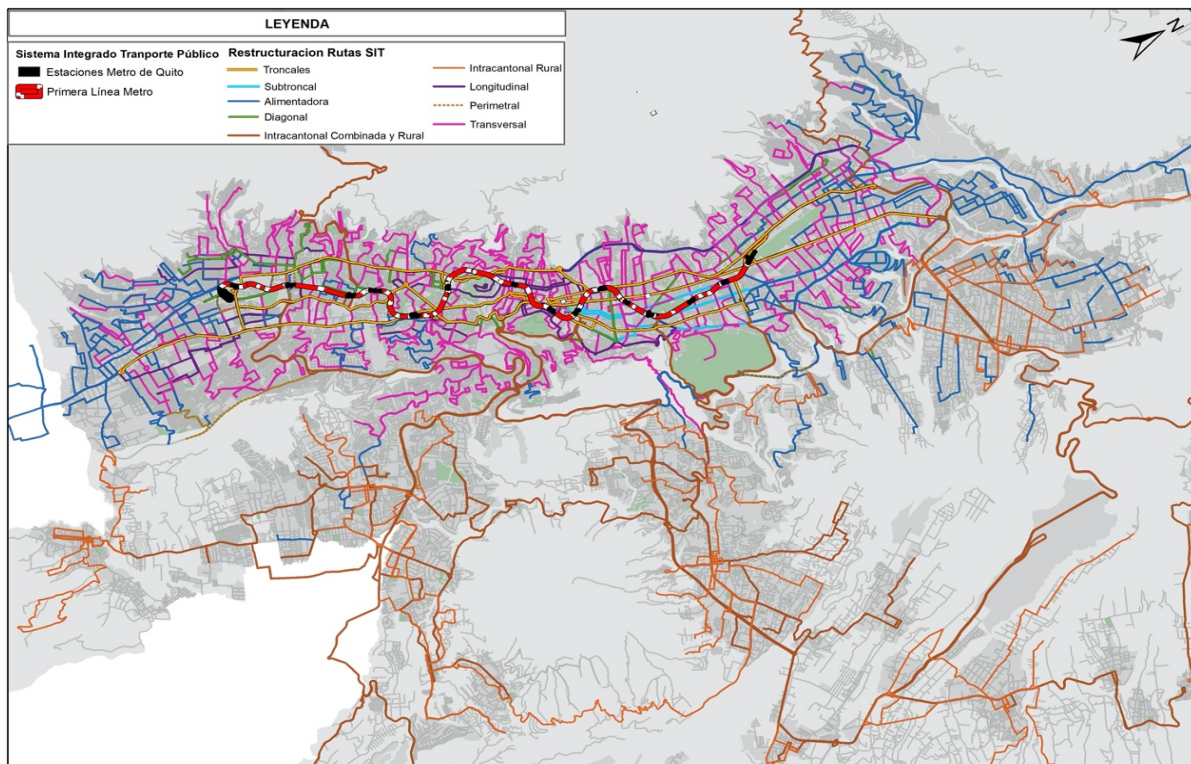 LEYENDA
Sistema Integrado Tranporte Público
Estaciones Metro de Quito
Primera Línea Metro
Restructuracion Rutas SIT
Troncales
Subtroncal
Alimentadora
Diagonal
Intracantonal Combinada y Rural
Intracantonal Rural
Longitudinal
Perimetral
Transversal
N